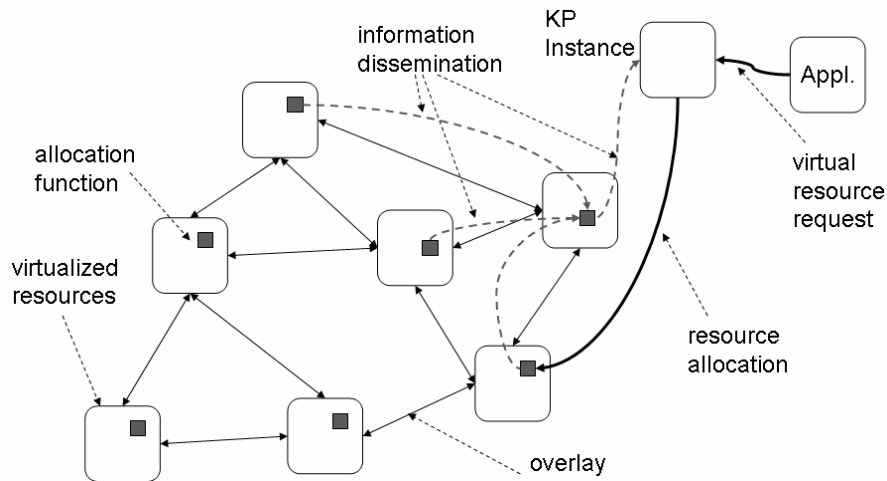 KP
Instance
information
dissemination
Appl.
allocation
function
virtual
resource
request
virtualized
resources
resource
allocation
overlay